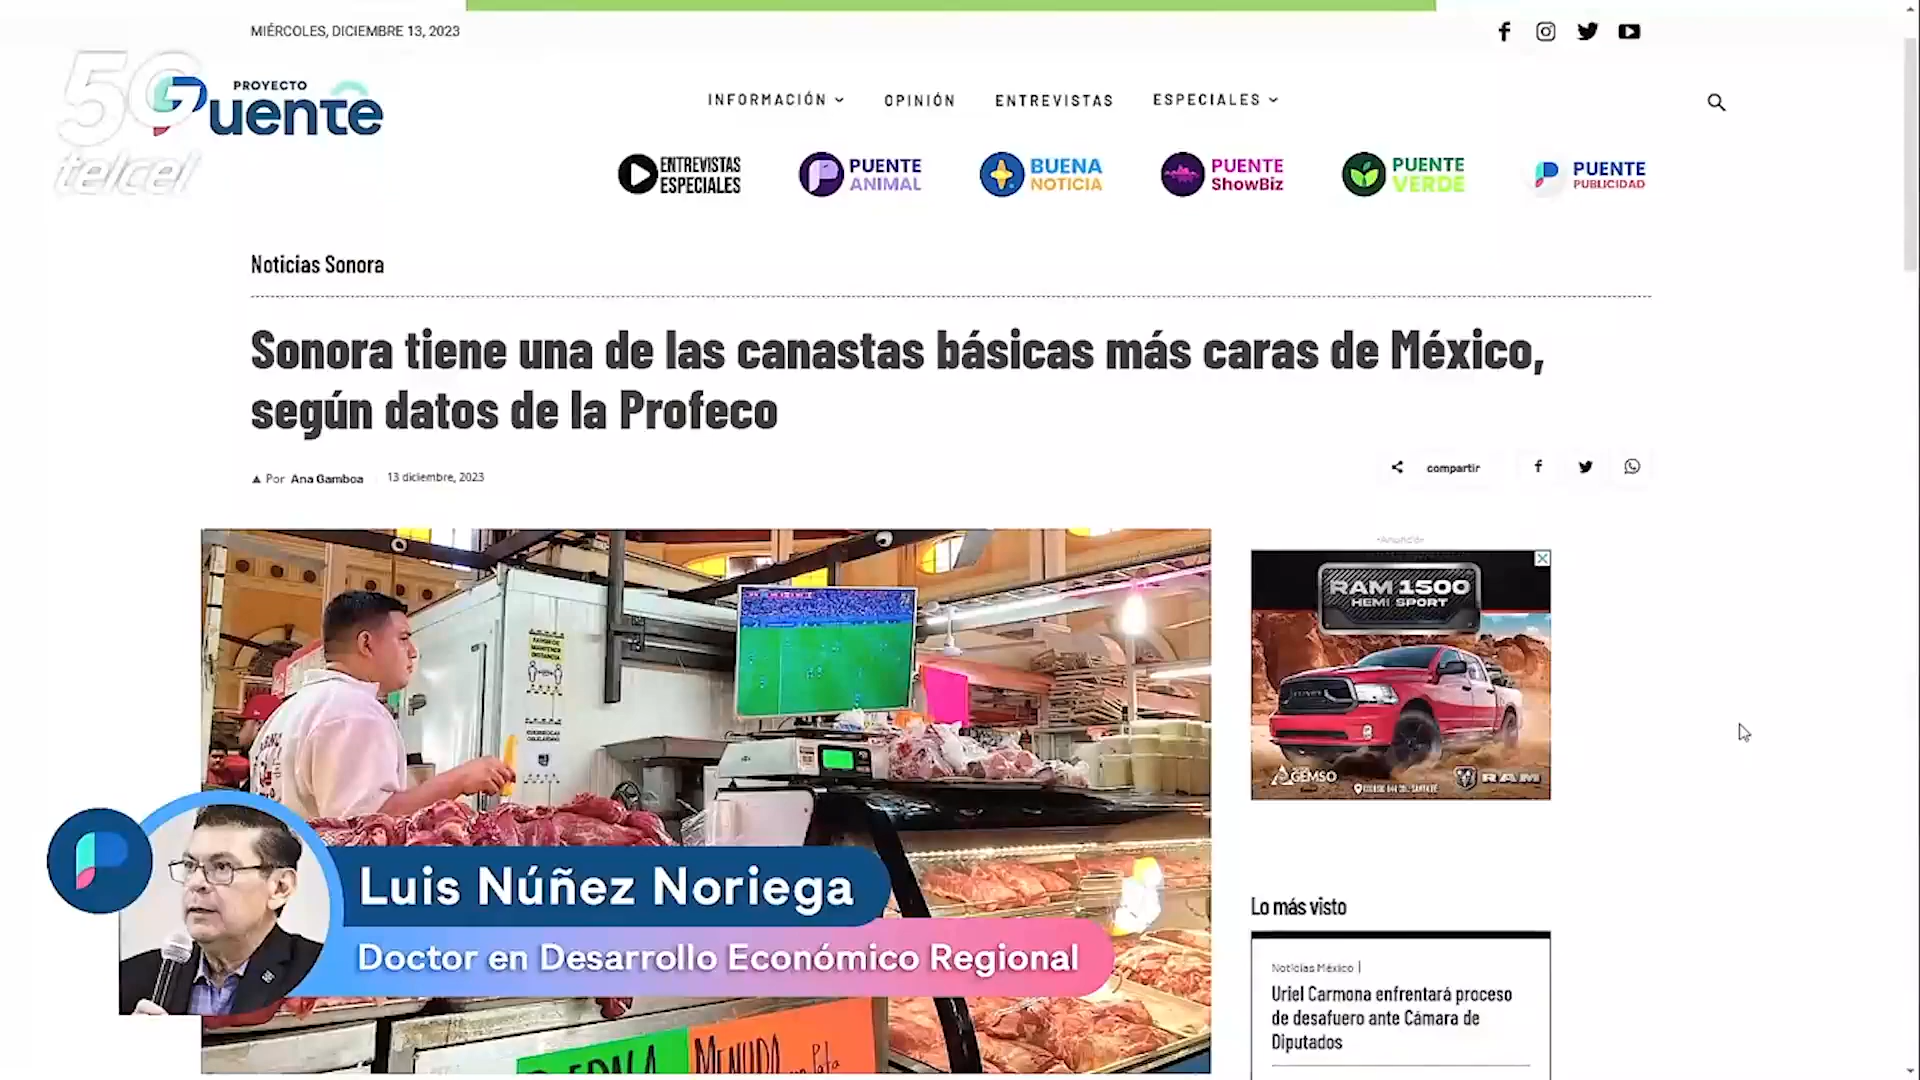 MIÉRCOLES, DICIEMBRE 13, 2023
5G
telcel
PROYECTO
Puente
INFORMACIÓN
OPINIÓN
ENTREVISTAS
ESPECIALES
ENTREVISTAS
ESPECIALES
PUENTE
ANIMAL
BUENA
NOTICIA
PUENTE
ShowBiz
PUENTE
VERDE
PUENTE
PUBLICIDAD
Noticias Sonora
Sonora tiene una de las canastas básicas más caras de México,
según datos de la Profeco
Por Ana Gamboa
13 diciembre, 2023
compartir
-Anuncio-
RAM 1500
HEMI SPORT
GEMSO
RAM
Luis Núñez Noriega
Doctor en Desarrollo Económico Regional
MENUDO
Pata
Lo más visto
Noticias México |
Uriel Carmona enfrentará proceso
de desafuero ante Cámara de
Diputados